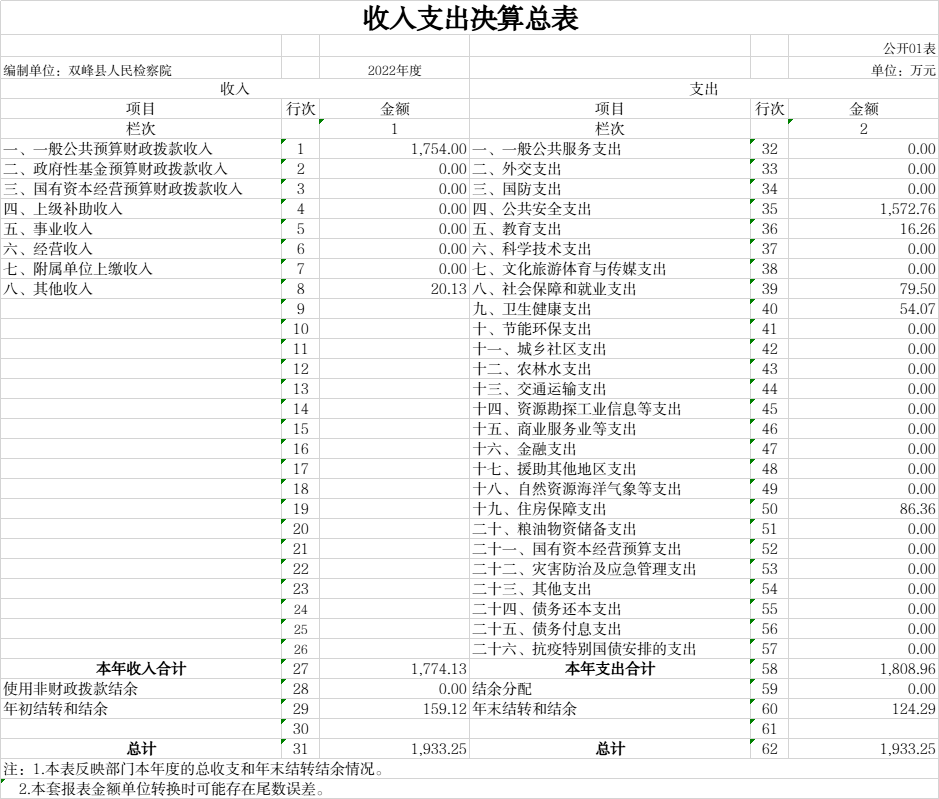 收入支出决算总表
公开01表
编制单位：双峰县人民检察院 2022年度 单位：万元
收入 支出
项目 行次 金额 项目 行次 金额
栏次 1 栏次 2
一、一般公共预算财政拨款收入 1 1,754.00 一、一般公共服务支出 32 0.00
二、政府性基金预算财政拨款收入 2 0.00 二、外交支出 33 0.00
三、国有资本经营预算财政拨款收入 3 0.00 三、国防支出 34 0.00
四、上级补助收入 4 0.00 四、公共安全支出 35 1,572.76
五、事业收入 5 0.00 五、教育支出 36 16.26
六、经营收入 6 0.00 六、科学技术支出 37 0.00
七、附属单位上缴收入 7 0.00 七、文化旅游体育与传媒支出 38 0.00
八、其他收入 8 20.13 八、社会保障和就业支出 39 79.50
9 九、卫生健康支出 40 54.07
10 十、节能环保支出 41 0.00
11 十一、城乡社区支出 42 0.00
12 十二、农林水支出 43 0.00
13 十三、交通运输支出 44 0.00
14 十四、资源勘探工业信息等支出 45 0.00
15 十五、商业服务业等支出 46 0.00
16 十六、金融支出 47 0.00
17 十七、援助其他地区支出 48 0.00
18 十八、自然资源海洋气象等支出 49 0.00
19 十九、住房保障支出 50 86.36
20 二十、粮油物资储备支出 51 0.00
21 二十一、国有资本经营预算支出 52 0.00
22 二十二、灾害防治及应急管理支出 53 0.00
23 二十三、其他支出 54 0.00
24 二十四、债务还本支出 55 0.00
25 二十五、债务付息支出 56 0.00
26 二十六、抗疫特别国债安排的支出 57 0.00
本年收入合计 27 1,774.13 本年支出合计 58 1,808.96
使用非财政拨款结余 28 0.00 结余分配 59 0.00
年初结转和结余 29 159.12 年末结转和结余 60 124.29
30 61
总计 31 1,933.25 总计 62 1,933.25
注：1.本表反映部门本年度的总收支和年末结转结余情况。
2.本套报表金额单位转换时可能存在尾数误差。